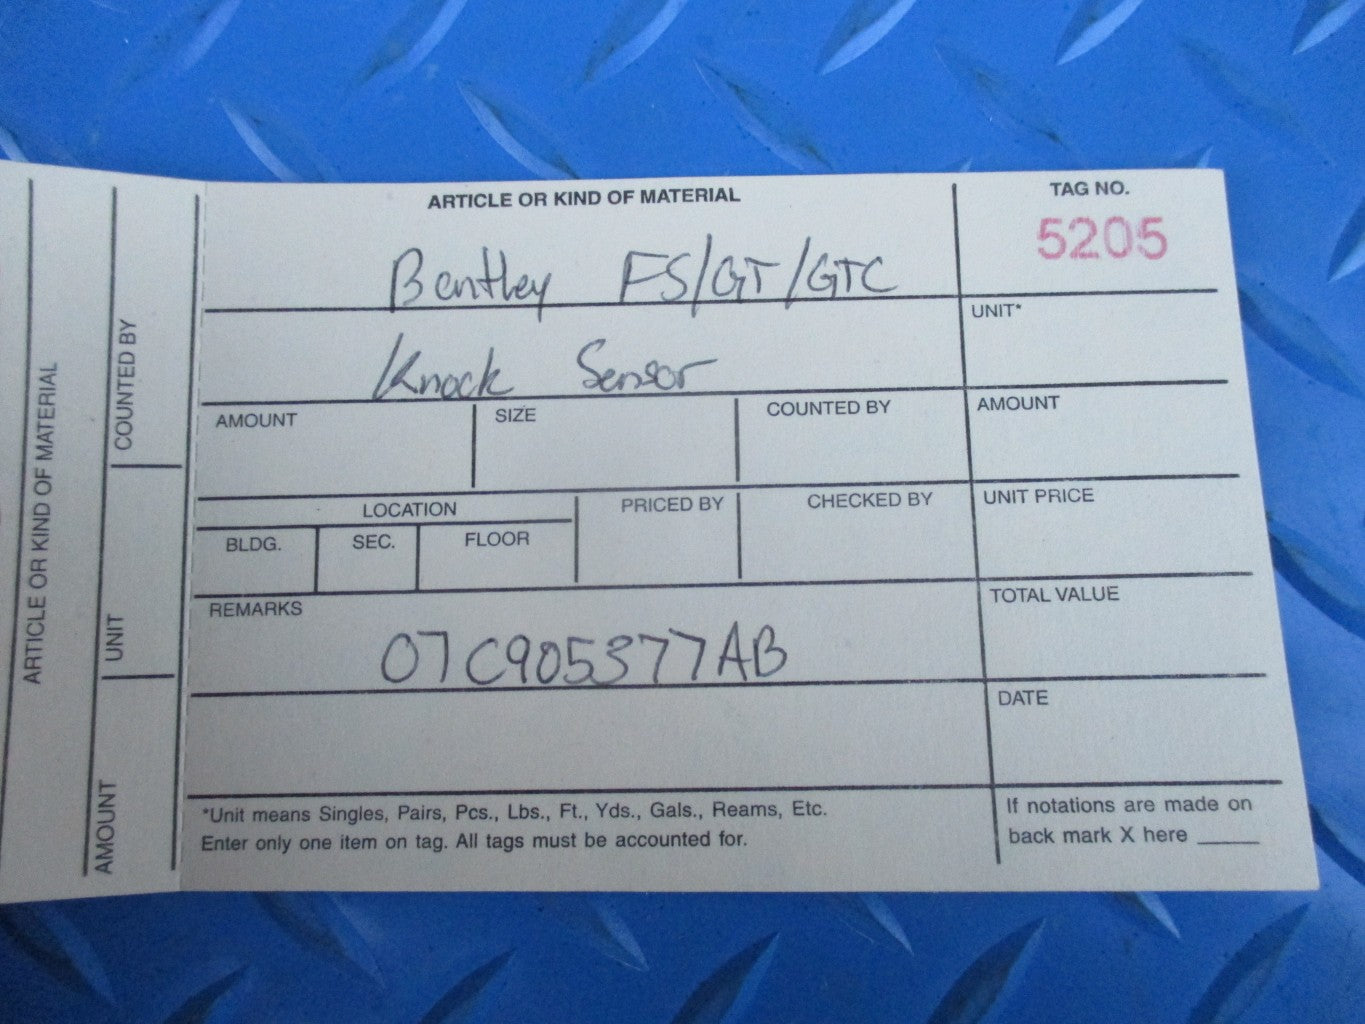 ARTICLE OR KIND OF MATERIAL
TAG NO.
5205
Bentley FS/GT/GTC
UNIT*
Knock Sensor
AMOUNT
SIZE
COUNTED BY
AMOUNT
LOCATION
PRICED BY
CHECKED BY
UNIT PRICE
BLDG.
SEC.
FLOOR
REMARKS
TOTAL VALUE
07C905377AB
DATE
*Unit means Singles, Pairs, Pcs., Lbs., Ft., Yds., Gals., Reams, Etc.
Enter only one item on tag. All tags must be accounted for.
If notations are made on
back mark X here ____
ARTICLE OR KIND OF MATERIAL
COUNTED BY
UNIT
AMOUNT